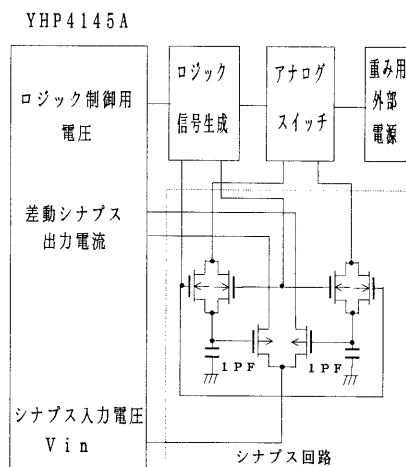 YHP4145A
ロジック制御用
電圧
ロジック
信号生成
アナログ
スイッチ
重み用
外部
電源
差動シナプス
出力電流
1PF
1PF
シナプス入力電圧
Vin
シナプス回路